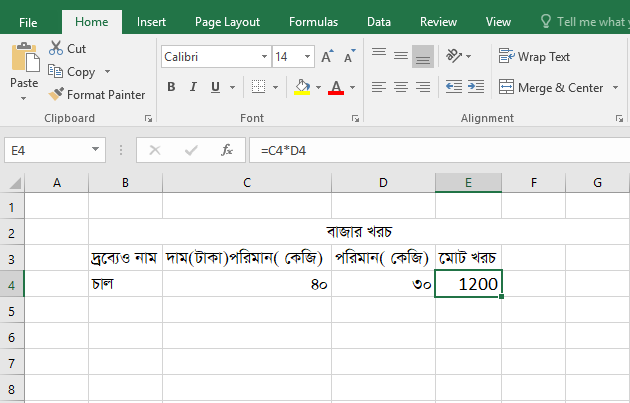 File Home Insert Page Layout Formulas Data Review View Tell me what
Cut
Copy
Format Painter
Paste
Clipboard
Calibri 14 A A
B I U A
Font
Wrap Text
Merge & Center
Alignment
E4 fx =C4*D4
A B C D E F G
1
2 বাজার খরচ
3 দ্রব্যেও নাম দাম(টাকা)পরিমান( কেজি) পরিমান( কেজি) মোট খরচ
4 চাল ৪০ ৩০ 1200
5
6
7
8